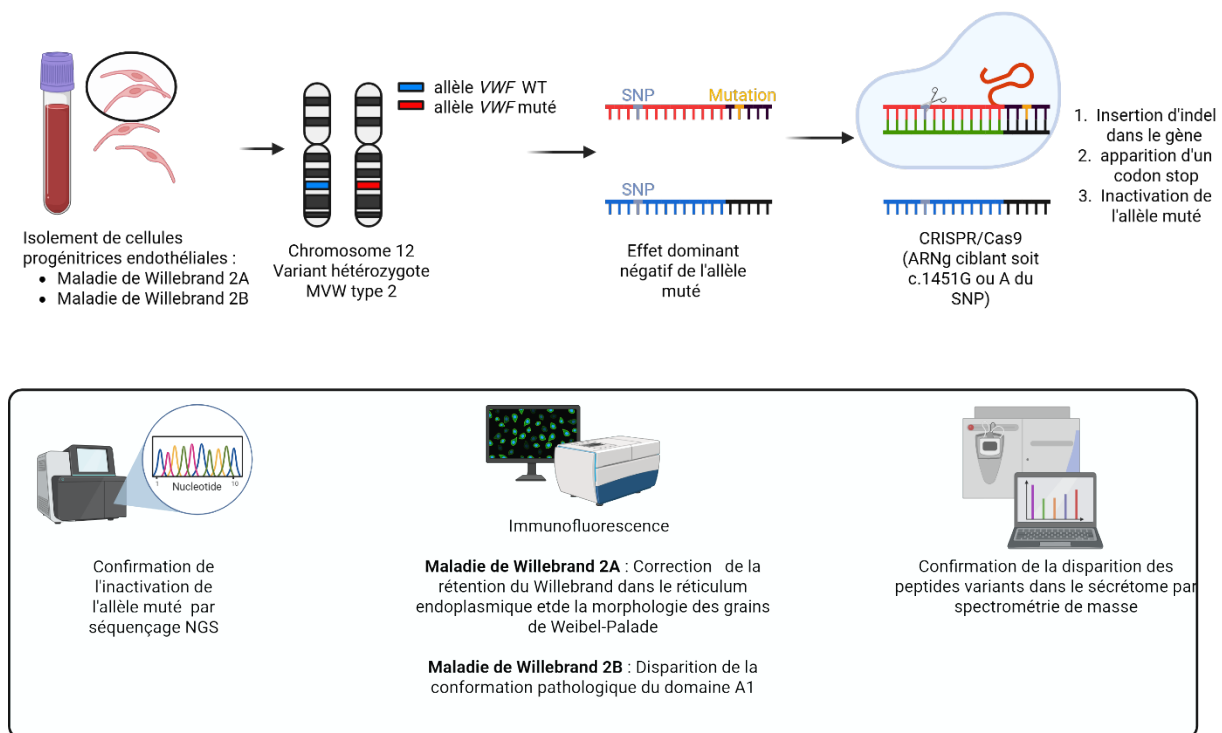 Isolement de cellules
progénitrices endothéliales :
• Maladie de Willebrand 2A
• Maladie de Willebrand 2B
allèle VWF WT
allèle VWF muté
Chromosome 12
Variant hétérozygote
MVW type 2
SNP
Mutation
SNP
Effet dominant
négatif de l'allèle
muté
CRISPR/Cas9
(ARNg ciblant soit
c.1451G ou A du
SNP)
1. Insertion d'indel
dans le gène
2. apparition d'un
codon stop
3. Inactivation de
l'allèle muté
1 10
Nucleotide
Confirmation de
l'inactivation de
l'allèle muté par
séquençage NGS
Immunofluorescence
Maladie de Willebrand 2A : Correction de la
rétention du Willebrand dans le réticulum
endoplasmique etde la morphologie des grains
de Weibel-Palade
Maladie de Willebrand 2B : Disparition de la
conformation pathologique du domaine A1
Confirmation de la disparition des
peptides variants dans le sécrétome par
spectrométrie de masse